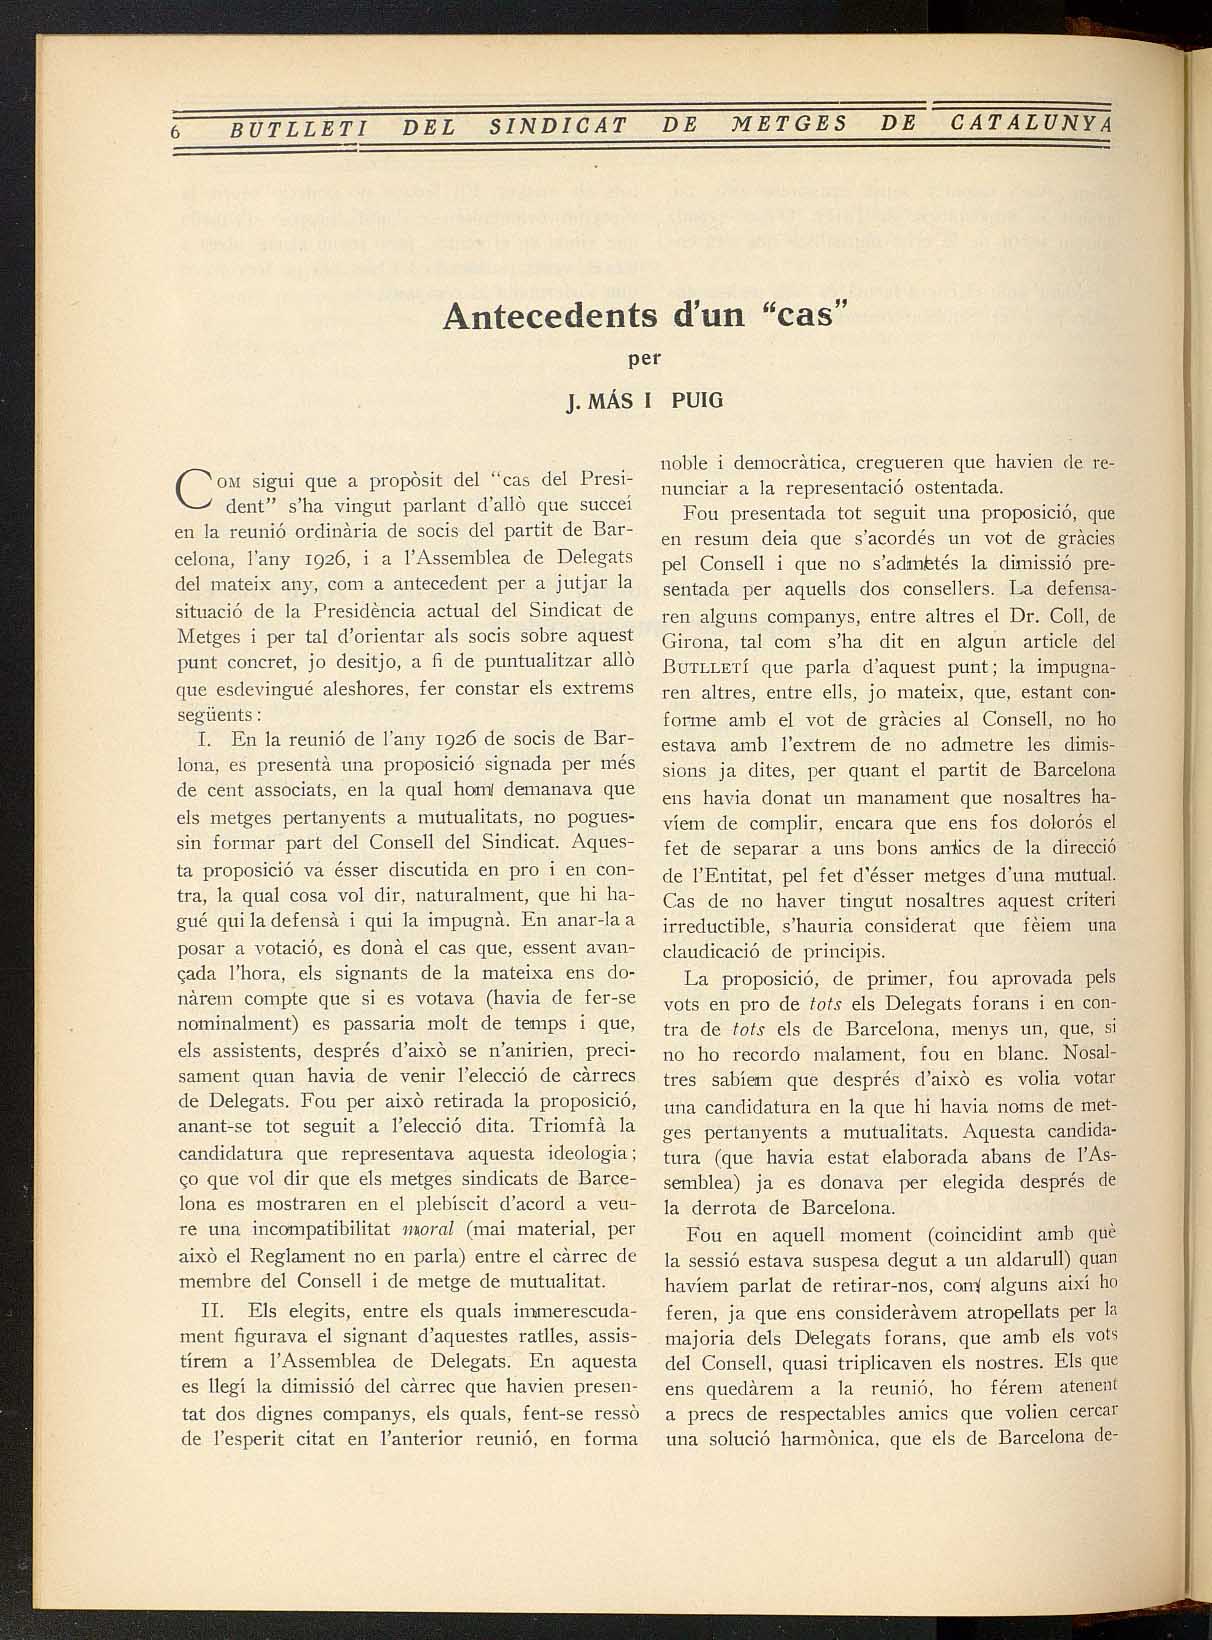 6 BUTLLETI DEL SINDICAT DE METGES DE CATALUNYA
Antecedents d'un "cas"
per
J. MÁS I PUIG
COM sigui que a propòsit del "cas del Presi-
dent" s'ha vingut parlant d'allò que succeí
en la reunió ordinària de socis del partit de Bar-
celona, l'any 1926, i a l'Assemblea de Delegats
del mateix any, com a antecedent per a jutjar la
situació de la Presidència actual del Sindicat de
Metges i per tal d'orientar als socis sobre aquest
punt concret, jo desitjo, a fi de puntualitzar allò
que esdevingué aleshores, fer constar els extrems
següents:
I. En la reunió de l'any 1926 de socis de Bar-
lona, es presentà una proposició signada per més
de cent associats, en la qual hom demanava que
els metges pertanyents a mutualitats, no pogues-
sin formar part del Consell del Sindicat. Aques-
ta proposició va ésser discutida en pro i en con-
tra, la qual cosa vol dir, naturalment, que hi ha-
gué qui la defensà i qui la impugnà. En anar-la a
posar a votació, es donà el cas que, essent avan-
çada l'hora, els signants de la mateixa ens do-
nàrem compte que si es votava (havia de fer-se
nominalment) es passaria molt de temps i que,
els assistents, després d'això se n'anirien, preci-
sament quan havia de venir l'elecció de càrrecs
de Delegats. Fou per això retirada la proposició,
anant-se tot seguit a l'elecció dita. Triomfà la
candidatura que representava aquesta ideologia;
ço que vol dir que els metges sindicats de Barce-
lona es mostraren en el plebíscit d'acord a veu-
re una incompatibilitat moral (mai material, per
això el Reglament no en parla) entre el càrrec de
membre del Consell i de metge de mutualitat.
II. Els elegits, entre els quals immerescuda-
ment figurava el signant d'aquestes ratlles, assis-
tírem a l'Assemblea de Delegats. En aquesta
es llegí la dimissió del càrrec que havien presen-
tat dos dignes companys, els quals, fent-se ressò
de l'esperit citat en l'anterior reunió, en forma
noble i democràtica, cregueren que havien de re-
nunciar a la representació ostentada.
Fou presentada tot seguit una proposició, que
en resum deia que s'acordés un vot de gràcies
pel Consell i que no s'admetés la dimissió pre-
sentada per aquells dos consellers. La defensa-
ren alguns companys, entre altres el Dr. Coll, de
Girona, tal com s'ha dit en algun article del
BUTLLETÍ que parla d'aquest punt; la impugna-
ren altres, entre ells, jo mateix, que, estant con-
forme amb el vot de gràcies al Consell, no ho
estava amb l'extrem de no admetre les dimis-
sions ja dites, per quant el partit de Barcelona
ens havia donat un manament que nosaltres ha-
víem de complir, encara que ens fos dolorós el
fet de separar a uns bons amics de la direcció
de l'Entitat, pel fet d'ésser metges d'una mutual.
Cas de no haver tingut nosaltres aquest criteri
irreductible, s'hauria considerat que fèiem una
claudicació de principis.
La proposició, de primer, fou aprovada pels
vots en pro de tots els Delegats forans i en con-
tra de tots els de Barcelona, menys un, que, si
no ho recordo malament, fou en blanc. Nosal-
tres sabíem que després d'això es volia votar
una candidatura en la que hi havia noms de met-
ges pertanyents a mutualitats. Aquesta candida-
tura (que havia estat elaborada abans de l'As-
semblea) ja es donava per elegida després de
la derrota de Barcelona.
Fou en aquell moment (coincidint amb què
la sessió estava suspesa degut a un aldarull) quan
havíem parlat de retirar-nos, com alguns així ho
feren, ja que ens consideràvem atropellats per la
majoria dels Delegats forans, que amb els vots
del Consell, quasi triplicaven els nostres. Els que
ens quedàrem a la reunió, ho férem atenent
a precs de respectables amics que volien cercar
una solució harmònica, que els de Barcelona de-